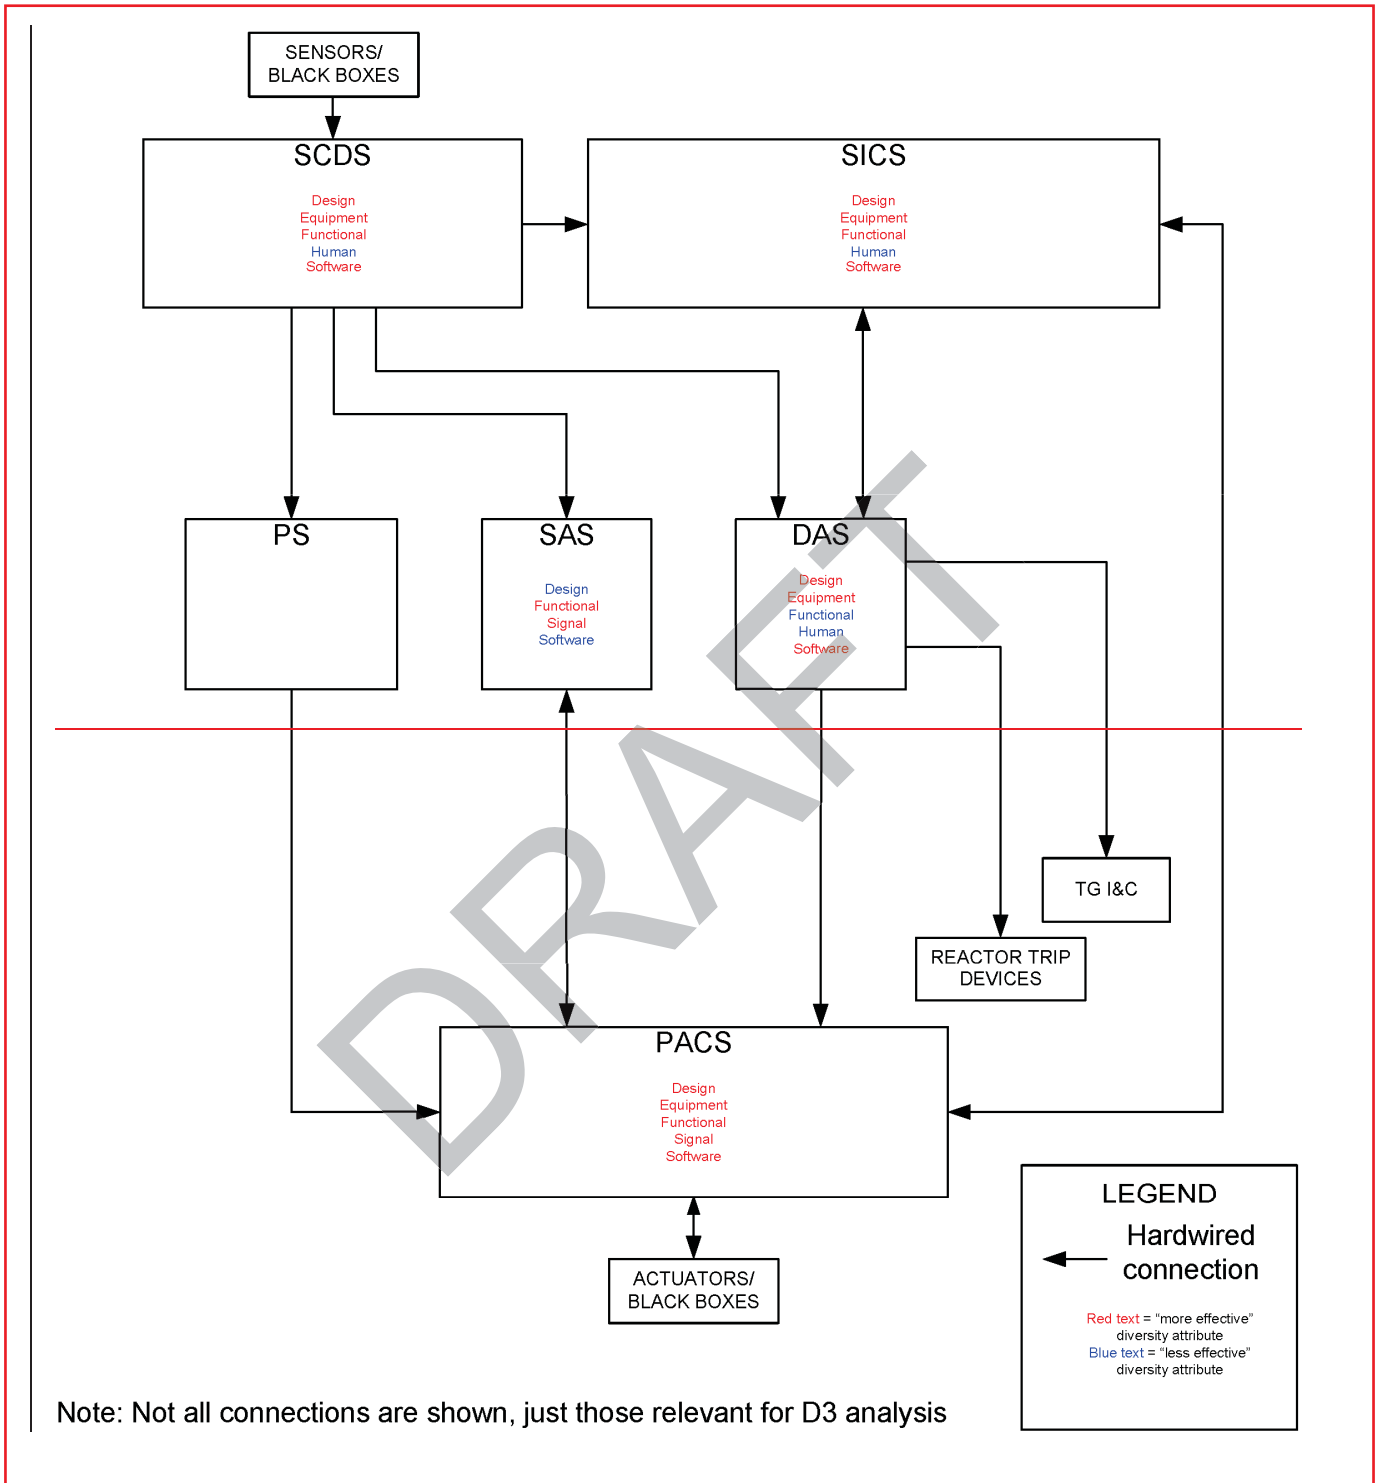 SENSORS/
BLACK BOXES
SCDS
Design
Equipment
Functional
Human
Software
SICS
Design
Equipment
Functional
Human
Software
PS
SAS
Design
Functional
Signal
Software
DAS
Design
Equipment
Functional
Human
Software
DRAFT
TG I&C
REACTOR TRIP
DEVICES
PACS
Design
Equipment
Functional
Signal
Software
ACTUATORS/
BLACK BOXES
LEGEND
Hardwired
connection
Red text = “more effective”
diversity attribute
Blue text = “less effective”
diversity attribute
Note: Not all connections are shown, just those relevant for D3 analysis